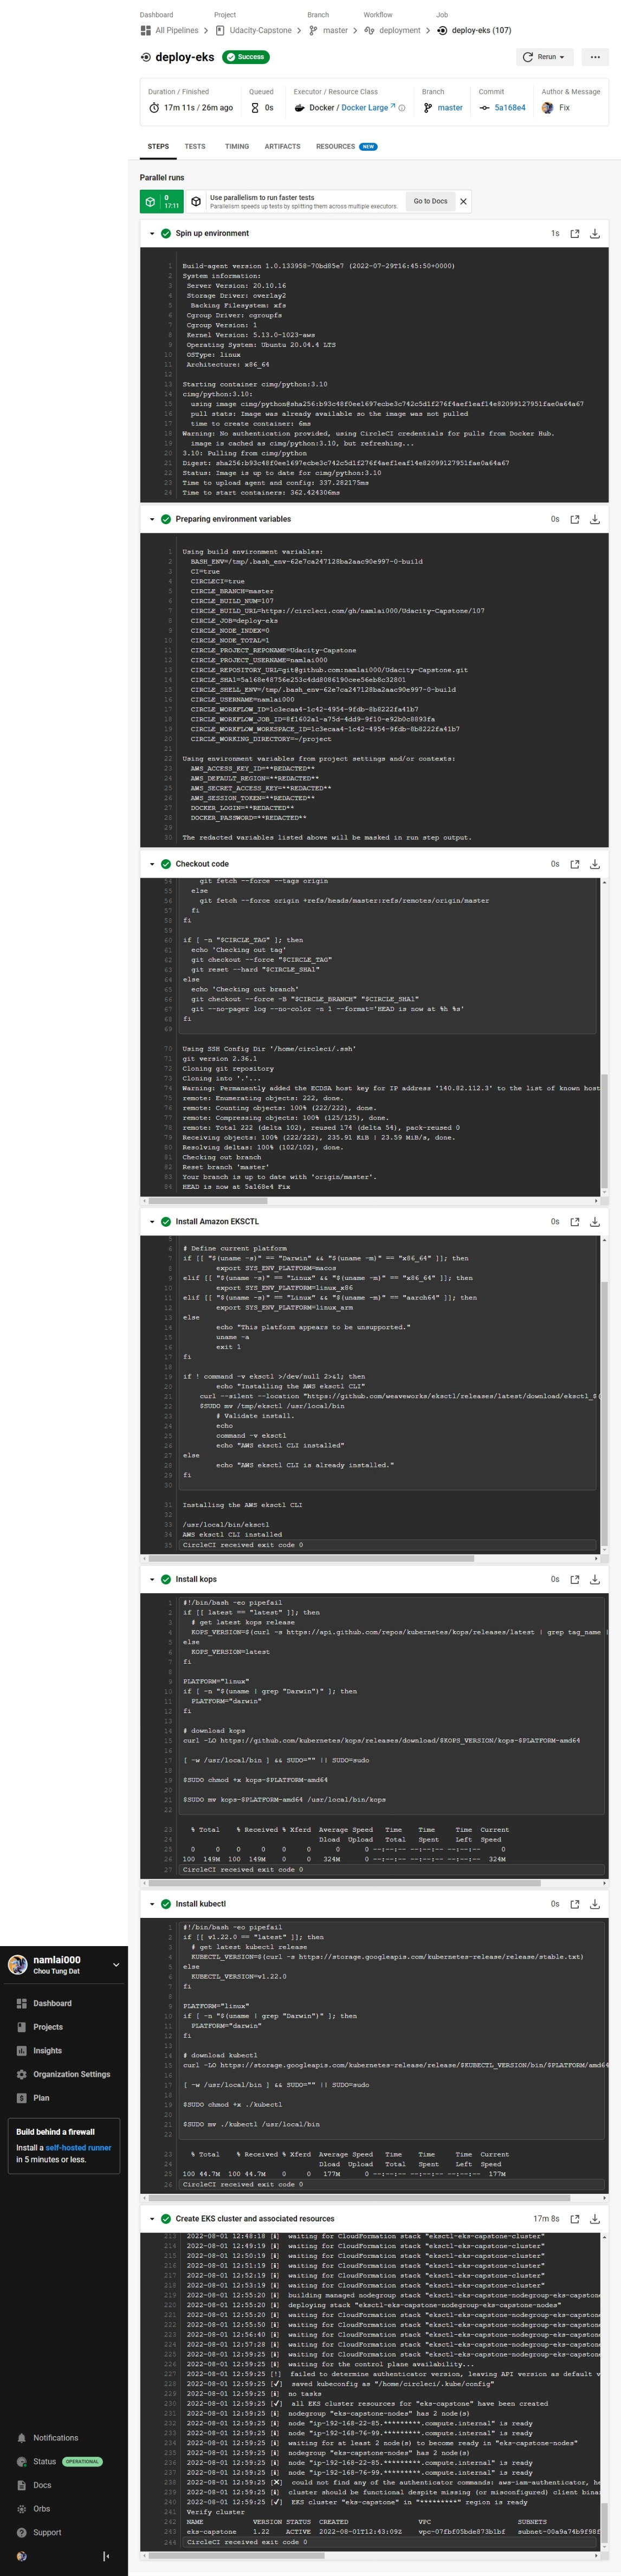 Dashboard
Project
Branch
Workflow
Job
All Pipelines
Udacity-Capstone
master
deployment
deploy-eks (107)
deploy-eks
Success
Rerun
Duration / Finished
Queued
Executor / Resource Class
Branch
Commit
Author & Message
17m 11s / 26m ago
0s
Docker / Docker Large
master
5a168e4
Fix
STEPS
TESTS
TIMING
ARTIFACTS
RESOURCES
NEW
Parallel runs
0
17:11
Use parallelism to run faster tests
Parallelism speeds up tests by splitting them across multiple executors.
Go to Docs
Spin up environment
1s
1 Build-agent version 1.0.133958-70bd85e7 (2022-07-29T16:45:50+0000)
2 System information:
3 Server Version: 20.10.16
4 Storage Driver: overlay2
5 Backing Filesystem: xfs
6 Cgroup Driver: cgroupfs
7 Cgroup Version: 1
8 Kernel Version: 5.13.0-1023-aws
9 Operating System: Ubuntu 20.04.4 LTS
10 OSType: linux
11 Architecture: x86_64
12
13 Starting container cimg/python:3.10
14 cimg/python:3.10:
15 using image cimg/python@sha256:b93c48f0ee1697ecbe3c742c5d1f276f4aef1eaf14e82099127951fae0a64a67
16 pull stats: Image was already available so the image was not pulled
17 time to create container: 6ms
18 Warning: No authentication provided, using CircleCI credentials for pulls from Docker Hub.
19 image is cached as cimg/python:3.10, but refreshing...
20 3.10: Pulling from cimg/python
21 Digest: sha256:b93c48f0ee1697ecbe3c742c5d1f276f4aef1eaf14e82099127951fae0a64a67
22 Status: Image is up to date for cimg/python:3.10
23 Time to upload agent and config: 337.282175ms
24 Time to start containers: 362.424306ms
Preparing environment variables
0s
1 Using build environment variables:
2 BASH_ENV=/tmp/.bash_env-62e7ca247128ba2aac90e997-0-build
3 CI=true
4 CIRCLECI=true
5 CIRCLE_BRANCH=master
6 CIRCLE_BUILD_NUM=107
7 CIRCLE_BUILD_URL=https://circleci.com/gh/namlai000/Udacity-Capstone/107
8 CIRCLE_JOB=deploy-eks
9 CIRCLE_NODE_INDEX=0
10 CIRCLE_NODE_TOTAL=1
11 CIRCLE_PROJECT_REPONAME=Udacity-Capstone
12 CIRCLE_PROJECT_USERNAME=namlai000
13 CIRCLE_REPOSITORY_URL=git@github.com:namlai000/Udacity-Capstone.git
14 CIRCLE_SHA1=5a168e48756e253c4dd8086190cee56eb8c32801
15 CIRCLE_SHELL_ENV=/tmp/.bash_env-62e7ca247128ba2aac90e997-0-build
16 CIRCLE_USERNAME=namlai000
17 CIRCLE_WORKFLOW_ID=1c3ecaa4-1c42-4954-9fdb-8b8222fa41b7
18 CIRCLE_WORKFLOW_JOB_ID=8f1602a1-a75d-4dd9-9f10-e92b0c8893fa
19 CIRCLE_WORKFLOW_WORKSPACE_ID=1c3ecaa4-1c42-4954-9fdb-8b8222fa41b7
20 CIRCLE_WORKING_DIRECTORY=~/project
21
22 Using environment variables from project settings and/or contexts:
23 AWS_ACCESS_KEY_ID=**REDACTED**
24 AWS_DEFAULT_REGION=**REDACTED**
25 AWS_SECRET_ACCESS_KEY=**REDACTED**
26 AWS_SESSION_TOKEN=**REDACTED**
27 DOCKER_LOGIN=**REDACTED**
28 DOCKER_PASSWORD=**REDACTED**
29
30 The redacted variables listed above will be masked in run step output.
Checkout code
0s
54 git fetch --force --tags origin
55 else
56 git fetch --force origin +refs/heads/master:refs/remotes/origin/master
57 fi
58 fi
59
60 if [ -n "$CIRCLE_TAG" ]; then
61 echo 'Checking out tag'
62 git checkout --force "$CIRCLE_TAG"
63 git reset --hard "$CIRCLE_SHA1"
64 else
65 echo 'Checking out branch'
66 git checkout --force -B "$CIRCLE_BRANCH" "$CIRCLE_SHA1"
67 git --no-pager log --no-color -n 1 --format='HEAD is now at %h %s'
68 fi
69
70 Using SSH Config Dir '/home/circleci/.ssh'
71 git version 2.36.1
72 Cloning git repository
73 Cloning into '.'...
74 Warning: Permanently added the ECDSA host key for IP address '140.82.112.3' to the list of known host
75 remote: Enumerating objects: 222, done.
76 remote: Counting objects: 100% (222/222), done.
77 remote: Compressing objects: 100% (125/125), done.
78 remote: Total 222 (delta 102), reused 174 (delta 54), pack-reused 0
79 Receiving objects: 100% (222/222), 235.91 KiB | 23.59 MiB/s, done.
80 Resolving deltas: 100% (102/102), done.
81 Checking out branch
82 Reset branch 'master'
83 Your branch is up to date with 'origin/master'.
84 HEAD is now at 5a168e4 Fix
Install Amazon EKSCTL
0s
5
6 # Define current platform
7 if [[ "$(uname -s)" == "Darwin" && "$(uname -m)" == "x86_64" ]]; then
8 export SYS_ENV_PLATFORM=macos
9 elif [[ "$(uname -s)" == "Linux" && "$(uname -m)" == "x86_64" ]]; then
10 export SYS_ENV_PLATFORM=linux_x86
11 elif [[ "$(uname -s)" == "Linux" && "$(uname -m)" == "aarch64" ]]; then
12 export SYS_ENV_PLATFORM=linux_arm
13 else
14 echo "This platform appears to be unsupported."
15 uname -a
16 exit 1
17 fi
18
19 if ! command -v eksctl >/dev/null 2>&1; then
20 echo "Installing the AWS eksctl CLI"
21 curl --silent --location "https://github.com/weaveworks/eksctl/releases/latest/download/eksctl_$(
22 $SUDO mv /tmp/eksctl /usr/local/bin
23 # Validate install.
24 echo
25 command -v eksctl
26 echo "AWS eksctl CLI installed"
27 else
28 echo "AWS eksctl CLI is already installed."
29 fi
30
31 Installing the AWS eksctl CLI
32
33 /usr/local/bin/eksctl
34 AWS eksctl CLI installed
35 CircleCI received exit code 0
Install kops
0s
1 #!/bin/bash -eo pipefail
2 if [[ latest == "latest" ]]; then
3 # get latest kops release
4 KOPS_VERSION=$(curl -s https://api.github.com/repos/kubernetes/kops/releases/latest | grep tag_name |
5 else
6 KOPS_VERSION=latest
7 fi
8
9 PLATFORM="linux"
10 if [ -n "$(uname | grep "Darwin")" ]; then
11 PLATFORM="darwin"
12 fi
13
14 # download kops
15 curl -LO https://github.com/kubernetes/kops/releases/download/$KOPS_VERSION/kops-$PLATFORM-amd64
16
17 [ -w /usr/local/bin ] && SUDO="" || SUDO=sudo
18
19 $SUDO chmod +x kops-$PLATFORM-amd64
20
21 $SUDO mv kops-$PLATFORM-amd64 /usr/local/bin/kops
22
23 % Total % Received % Xferd Average Speed Time Time Time Current
24 Dload Upload Total Spent Left Speed
25 0 0 0 0 0 0 0 0 --:--:-- --:--:-- --:--:-- 0
26 100 149M 100 149M 0 0 324M 0 --:--:-- --:--:-- --:--:-- 324M
27 CircleCI received exit code 0
Install kubectl
0s
1 #!/bin/bash -eo pipefail
2 if [[ v1.22.0 == "latest" ]]; then
3 # get latest kubectl release
4 KUBECTL_VERSION=$(curl -s https://storage.googleapis.com/kubernetes-release/release/stable.txt)
5 else
6 KUBECTL_VERSION=v1.22.0
7 fi
8
9 PLATFORM="linux"
10 if [ -n "$(uname | grep "Darwin")" ]; then
11 PLATFORM="darwin"
12 fi
13
14 # download kubectl
15 curl -LO https://storage.googleapis.com/kubernetes-release/release/$KUBECTL_VERSION/bin/$PLATFORM/amd64
16
17 [ -w /usr/local/bin ] && SUDO="" || SUDO=sudo
18
19 $SUDO chmod +x ./kubectl
20
21 $SUDO mv ./kubectl /usr/local/bin
22
23 % Total % Received % Xferd Average Speed Time Time Time Current
24 Dload Upload Total Spent Left Speed
25 100 44.7M 100 44.7M 0 0 177M 0 --:--:-- --:--:-- --:--:-- 177M
26 CircleCI received exit code 0
Create EKS cluster and associated resources
17m 8s
213 2022-08-01 12:48:18 [ℹ] waiting for CloudFormation stack "eksctl-eks-capstone-cluster"
214 2022-08-01 12:49:19 [ℹ] waiting for CloudFormation stack "eksctl-eks-capstone-cluster"
215 2022-08-01 12:50:19 [ℹ] waiting for CloudFormation stack "eksctl-eks-capstone-cluster"
216 2022-08-01 12:51:19 [ℹ] waiting for CloudFormation stack "eksctl-eks-capstone-cluster"
217 2022-08-01 12:52:19 [ℹ] waiting for CloudFormation stack "eksctl-eks-capstone-cluster"
218 2022-08-01 12:53:19 [ℹ] waiting for CloudFormation stack "eksctl-eks-capstone-cluster"
219 2022-08-01 12:55:20 [ℹ] building managed nodegroup stack "eksctl-eks-capstone-nodegroup-eks-capstone
220 2022-08-01 12:55:20 [ℹ] deploying stack "eksctl-eks-capstone-nodegroup-eks-capstone-nodes"
221 2022-08-01 12:55:20 [ℹ] waiting for CloudFormation stack "eksctl-eks-capstone-nodegroup-eks-capstone
222 2022-08-01 12:55:50 [ℹ] waiting for CloudFormation stack "eksctl-eks-capstone-nodegroup-eks-capstone
223 2022-08-01 12:56:40 [ℹ] waiting for CloudFormation stack "eksctl-eks-capstone-nodegroup-eks-capstone
224 2022-08-01 12:57:28 [ℹ] waiting for CloudFormation stack "eksctl-eks-capstone-nodegroup-eks-capstone
225 2022-08-01 12:59:25 [ℹ] waiting for CloudFormation stack "eksctl-eks-capstone-nodegroup-eks-capstone
226 2022-08-01 12:59:25 [ℹ] waiting for the control plane availability...
227 2022-08-01 12:59:25 [!] failed to determine authenticator version, leaving API version as default v
228 2022-08-01 12:59:25 [✔] saved kubeconfig as "/home/circleci/.kube/config"
229 2022-08-01 12:59:25 [ℹ] no tasks
230 2022-08-01 12:59:25 [✔] all EKS cluster resources for "eks-capstone" have been created
231 2022-08-01 12:59:25 [ℹ] nodegroup "eks-capstone-nodes" has 2 node(s)
232 2022-08-01 12:59:25 [ℹ] node "ip-192-168-22-85.*********.compute.internal" is ready
233 2022-08-01 12:59:25 [ℹ] node "ip-192-168-76-99.*********.compute.internal" is ready
234 2022-08-01 12:59:25 [ℹ] waiting for at least 2 node(s) to become ready in "eks-capstone-nodes"
235 2022-08-01 12:59:25 [ℹ] nodegroup "eks-capstone-nodes" has 2 node(s)
236 2022-08-01 12:59:25 [ℹ] node "ip-192-168-22-85.*********.compute.internal" is ready
237 2022-08-01 12:59:25 [ℹ] node "ip-192-168-76-99.*********.compute.internal" is ready
238 2022-08-01 12:59:25 [✖] could not find any of the authenticator commands: aws-iam-authenticator, he
239 2022-08-01 12:59:25 [ℹ] cluster should be functional despite missing (or misconfigured) client binar
240 2022-08-01 12:59:25 [✔] EKS cluster "eks-capstone" in "*********" region is ready
241 Verify cluster
242 NAME VERSION STATUS CREATED VPC SUBNETS
243 eks-capstone 1.22 ACTIVE 2022-08-01T12:43:09Z vpc-07fbf05bde873b1bf subnet-00a9a74b9f98f
244 CircleCI received exit code 0
namlai000
Chou Tung Dat
Dashboard
Projects
Insights
Organization Settings
Plan
Build behind a firewall
Install a self-hosted runner
in 5 minutes or less.
Notifications
Status
OPERATIONAL
Docs
Orbs
Support